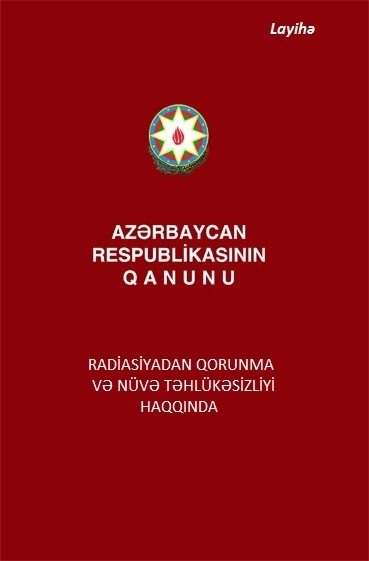 Layihə
AZƏRBAYCAN
RESPUBLİKASININ
QANUNU
RADİASİYADAN QORUNMA
VƏ NÜVƏ TƏHLÜKƏSİZLİYİ
HAQQINDA